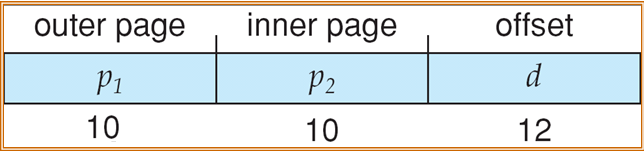 outer page inner page offset
p1 p2 d
10 10 12